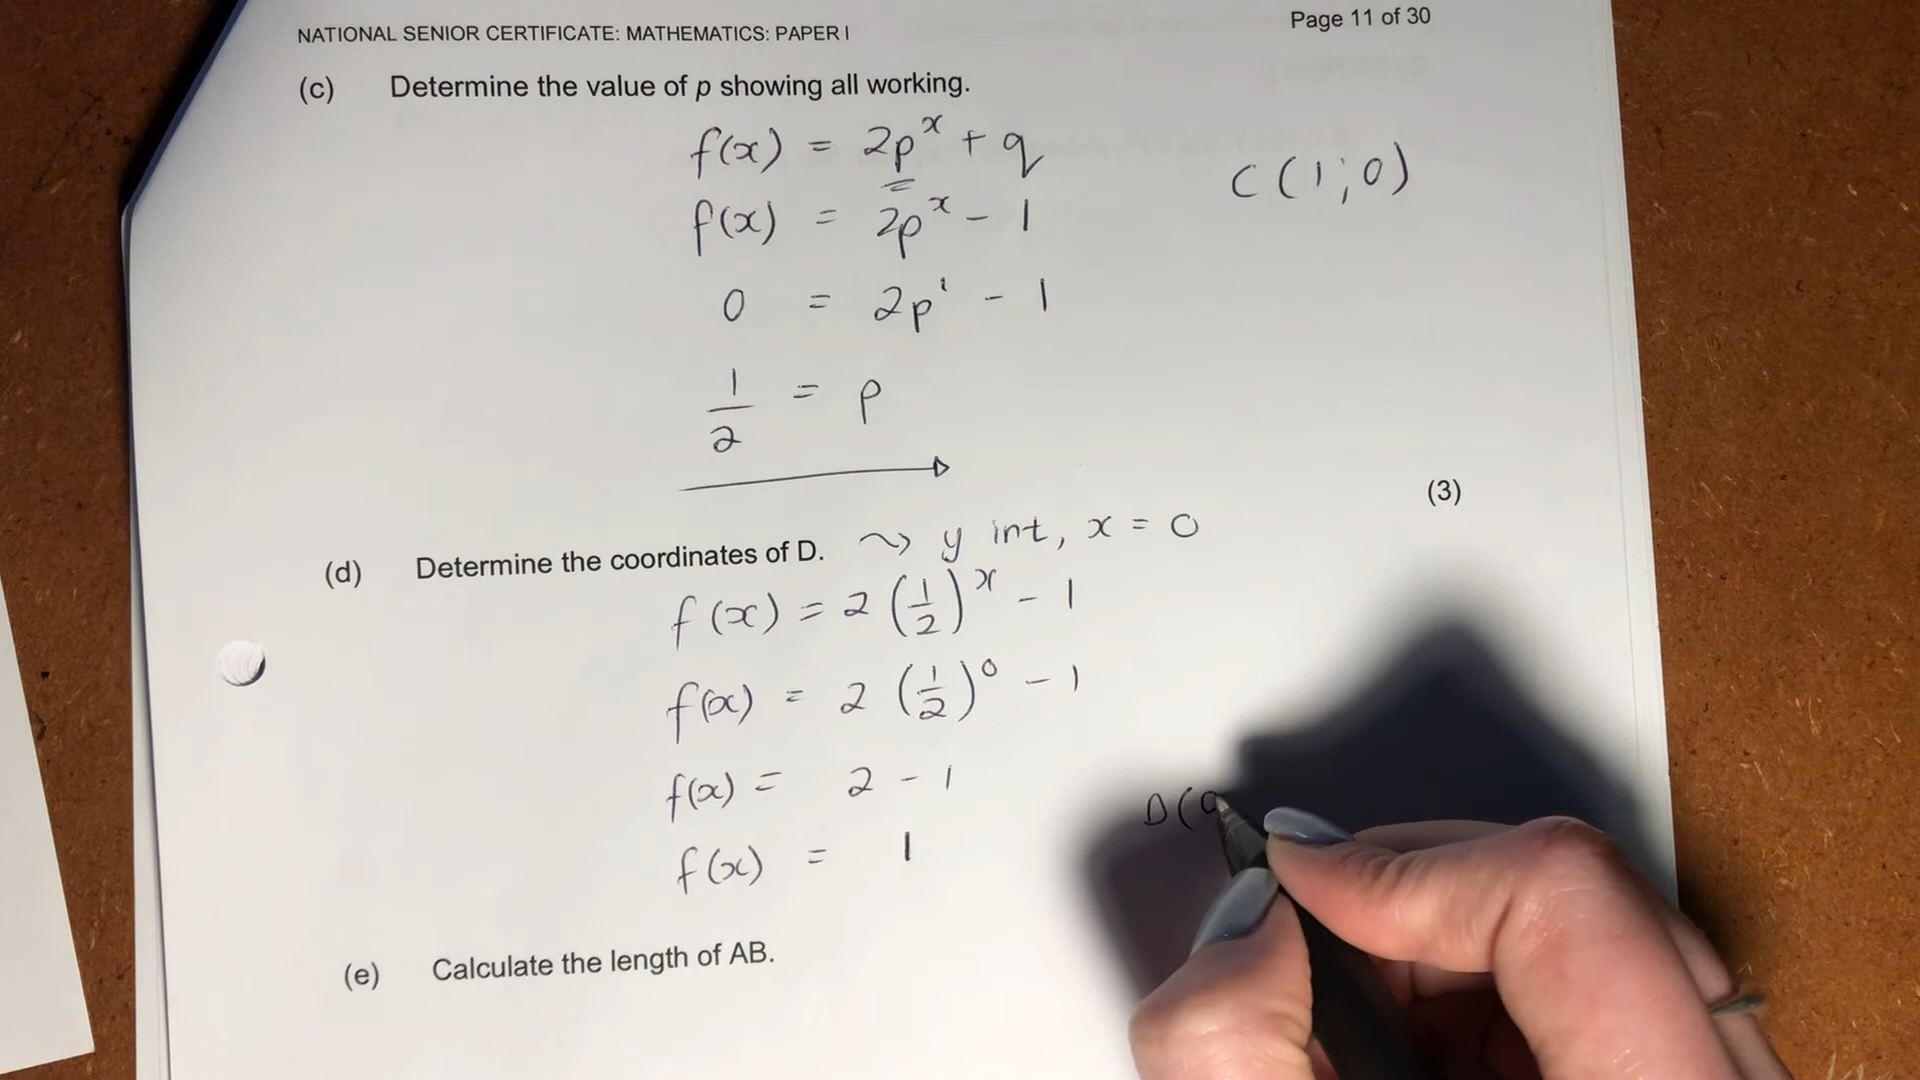 NATIONAL SENIOR CERTIFICATE: MATHEMATICS: PAPER I
Page 11 of 30
(c) Determine the value of p showing all working.
f(x) = 2p^x + q
C(1;0)
f(x) = 2p^x - 1
0 = 2p^1 - 1
1/2 = p
(3)
(d) Determine the coordinates of D. ⤳ y int, x = 0
f(x) = 2(1/2)^x - 1
f(x) = 2(1/2)^0 - 1
f(x) = 2 - 1
D(0
f(x) = 1
(e) Calculate the length of AB.